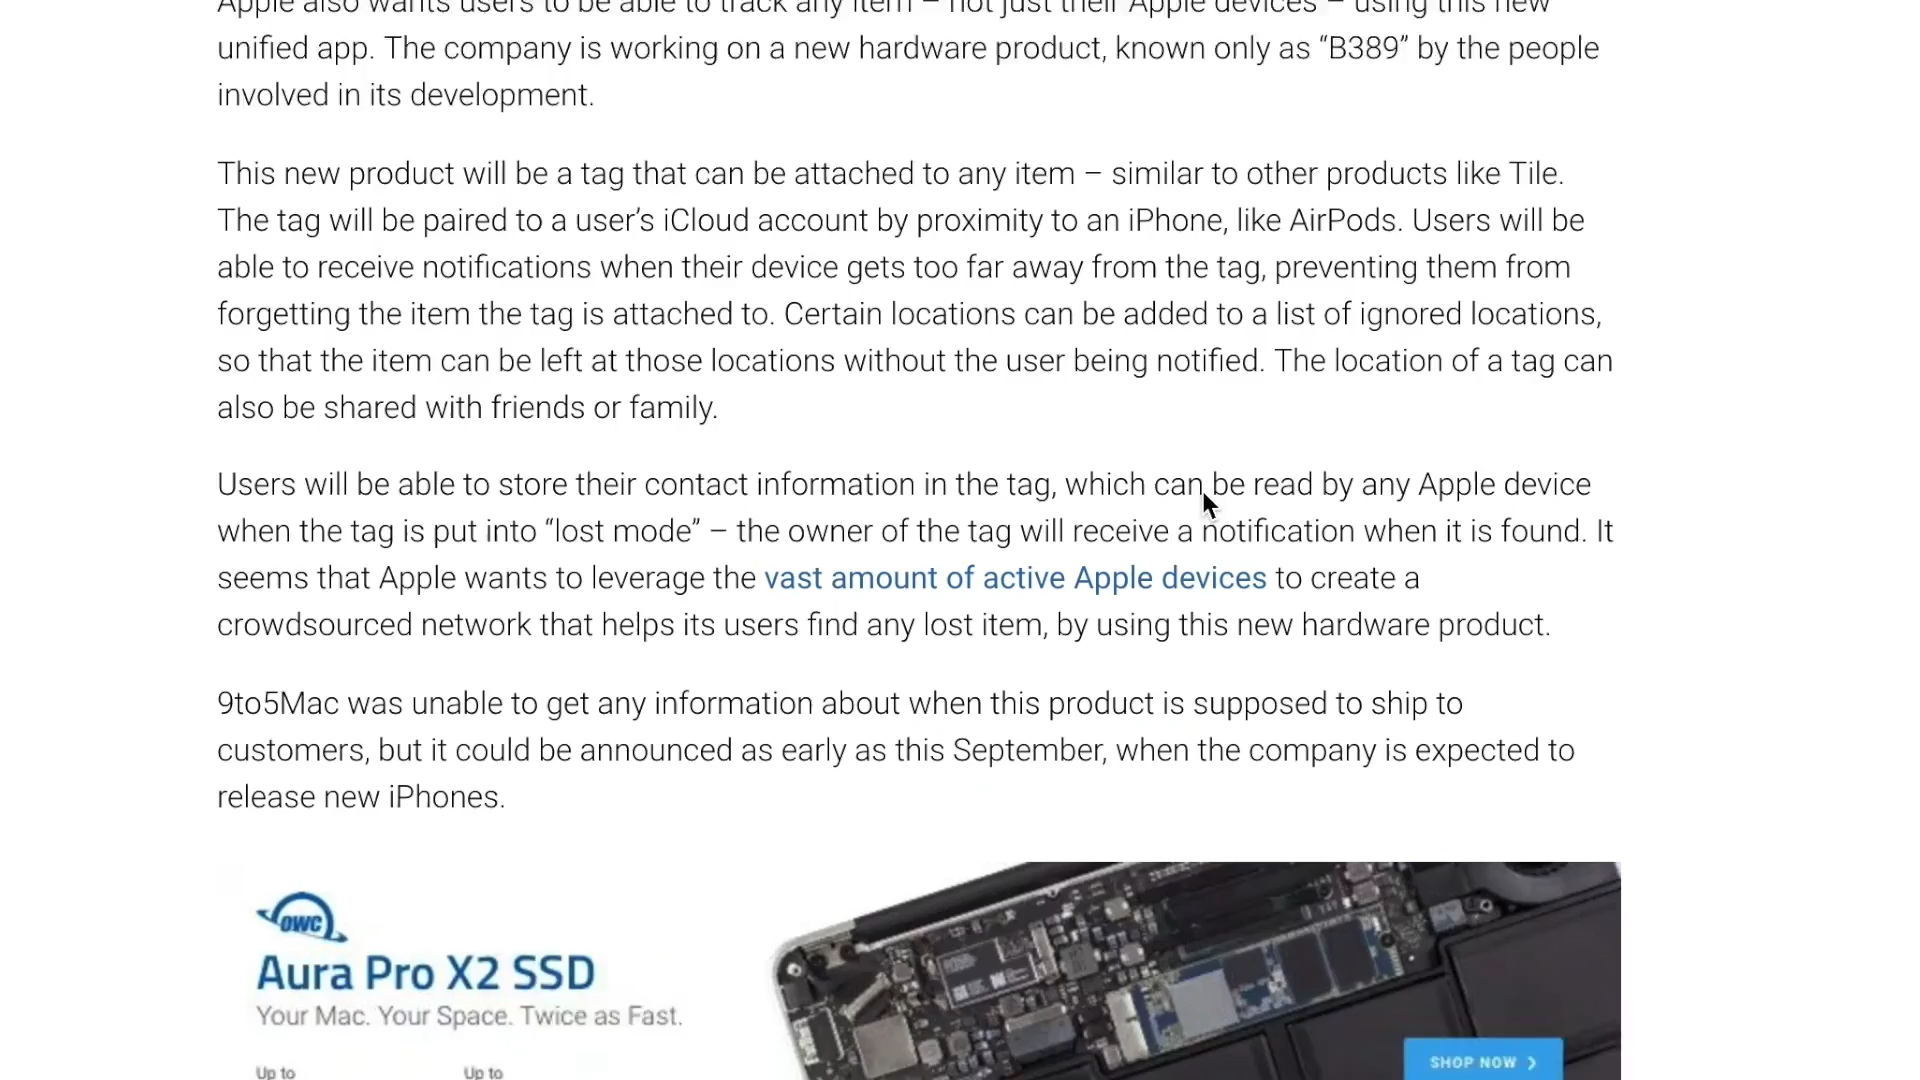 Apple also wants users to be able to track any item – not just their Apple devices – using this new
unified app. The company is working on a new hardware product, known only as “B389” by the people
involved in its development.
This new product will be a tag that can be attached to any item – similar to other products like Tile.
The tag will be paired to a user’s iCloud account by proximity to an iPhone, like AirPods. Users will be
able to receive notifications when their device gets too far away from the tag, preventing them from
forgetting the item the tag is attached to. Certain locations can be added to a list of ignored locations,
so that the item can be left at those locations without the user being notified. The location of a tag can
also be shared with friends or family.
Users will be able to store their contact information in the tag, which can be read by any Apple device
when the tag is put into “lost mode” – the owner of the tag will receive a notification when it is found. It
seems that Apple wants to leverage the vast amount of active Apple devices to create a
crowdsourced network that helps its users find any lost item, by using this new hardware product.
9to5Mac was unable to get any information about when this product is supposed to ship to
customers, but it could be announced as early as this September, when the company is expected to
release new iPhones.
OWC
Aura Pro X2 SSD
Your Mac. Your Space. Twice as Fast.
Up to Up to
SHOP NOW